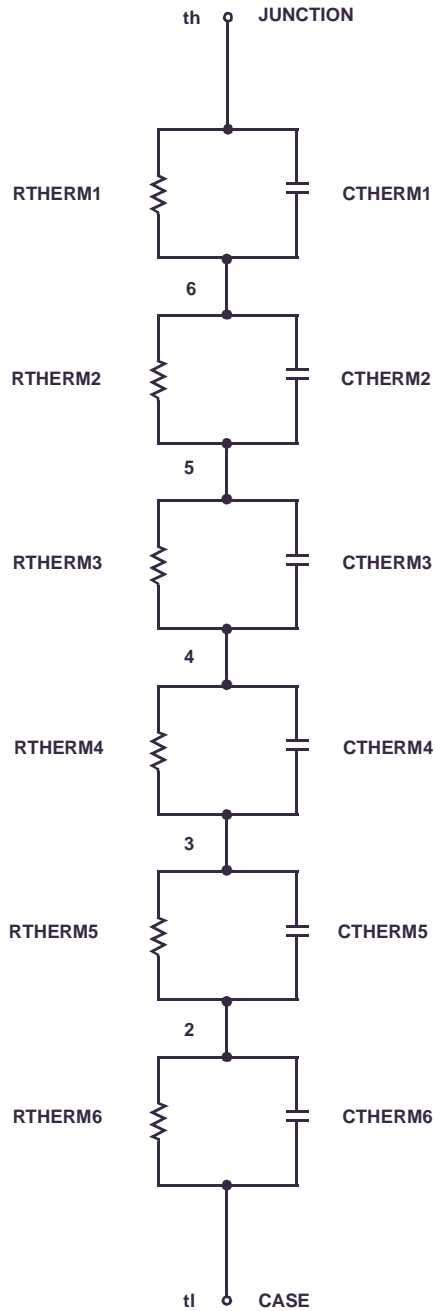 th JUNCTION
RTHERM1 CTHERM1
6
RTHERM2 CTHERM2
5
RTHERM3 CTHERM3
4
RTHERM4 CTHERM4
3
RTHERM5 CTHERM5
2
RTHERM6 CTHERM6
tl CASE